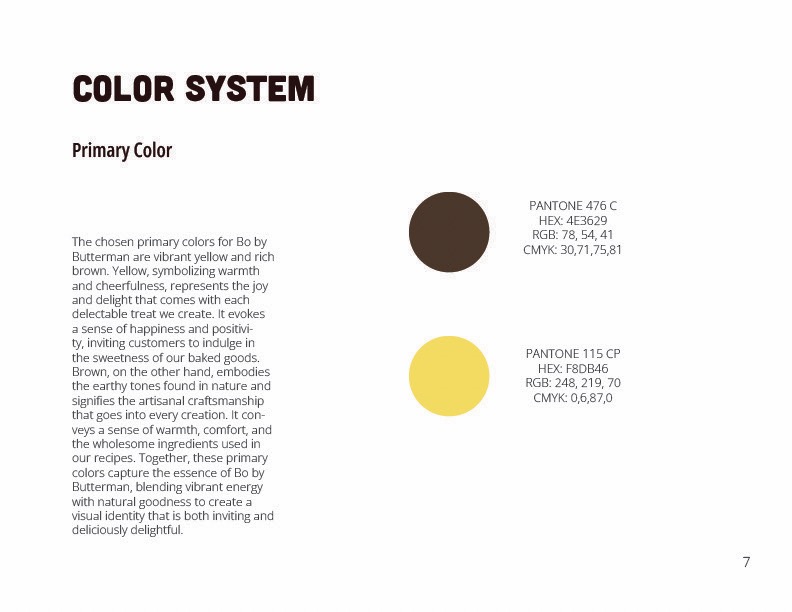 COLOR SYSTEM
Primary Color
The chosen primary colors for Bo by
Butterman are vibrant yellow and rich
brown. Yellow, symbolizing warmth
and cheerfulness, represents the joy
and delight that comes with each
delectable treat we create. It evokes
a sense of happiness and positivi-
ty, inviting customers to indulge in
the sweetness of our baked goods.
Brown, on the other hand, embodies
the earthy tones found in nature and
signifies the artisanal craftsmanship
that goes into every creation. It con-
veys a sense of warmth, comfort, and
the wholesome ingredients used in
our recipes. Together, these primary
colors capture the essence of Bo by
Butterman, blending vibrant energy
with natural goodness to create a
visual identity that is both inviting and
deliciously delightful.
PANTONE 476 C
HEX: 4E3629
RGB: 78, 54, 41
CMYK: 30,71,75,81
PANTONE 115 CP
HEX: F8DB46
RGB: 248, 219, 70
CMYK: 0,6,87,0
7